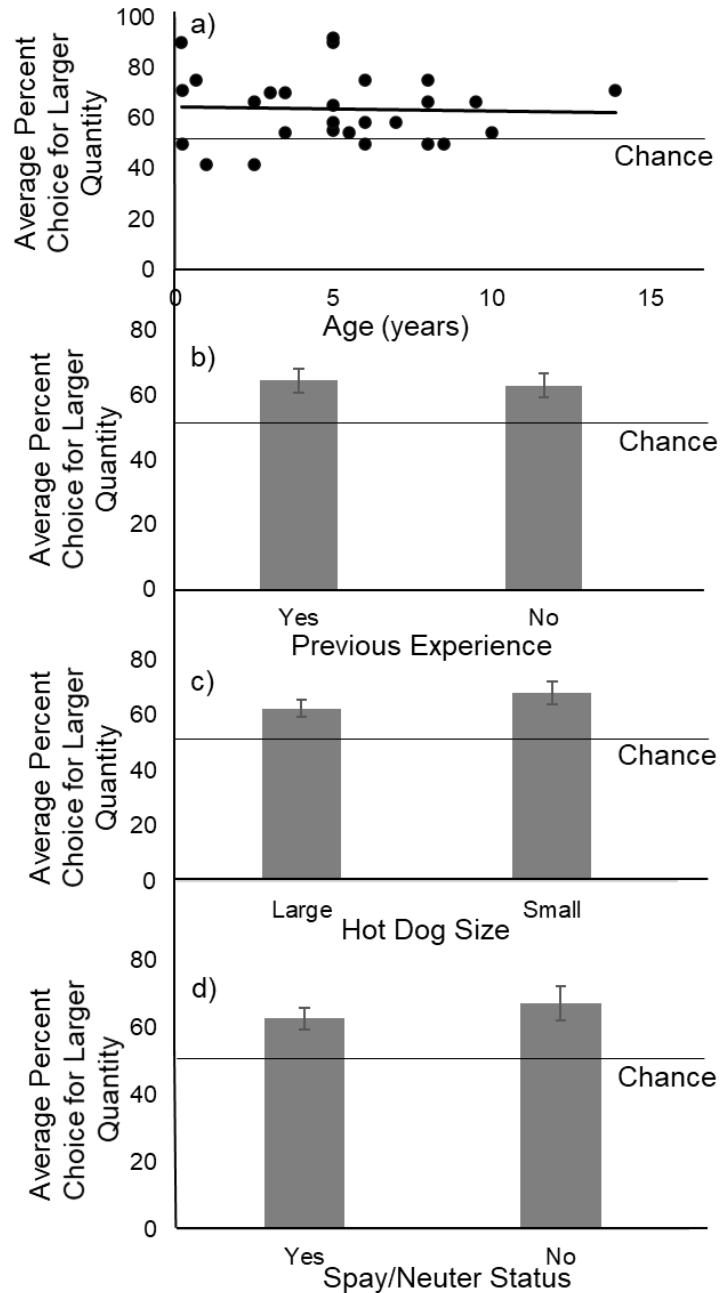 a)
Average Percent
Choice for Larger
Quantity
100
80
60
40
20
0
Chance
0 5 10 15
Age (years)
b)
Average Percent
Choice for Larger
Quantity
80
60
40
20
0
Chance
Yes No
Previous Experience
c)
Average Percent
Choice for Larger
Quantity
80
60
40
20
0
Chance
Large Small
Hot Dog Size
d)
Average Percent
Choice for Larger
Quantity
80
60
40
20
0
Chance
Yes No
Spay/Neuter Status